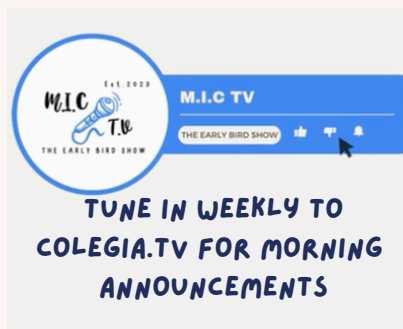 Est.2023
M.I.C
T.V
THE EARLY BIRD SHOW
M.I.C TV
THE EARLY BIRD SHOW
TUNE IN WEEKLY TO
COLEGIA.TV FOR MORNING
ANNOUNCEMENTS